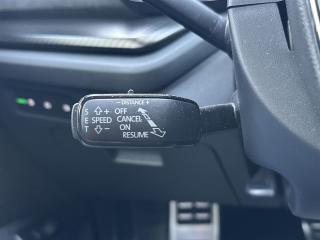 − DISTANCE +
S ⇧+ OFF
E SPEED CANCEL
T ⇩− ON
RESUME